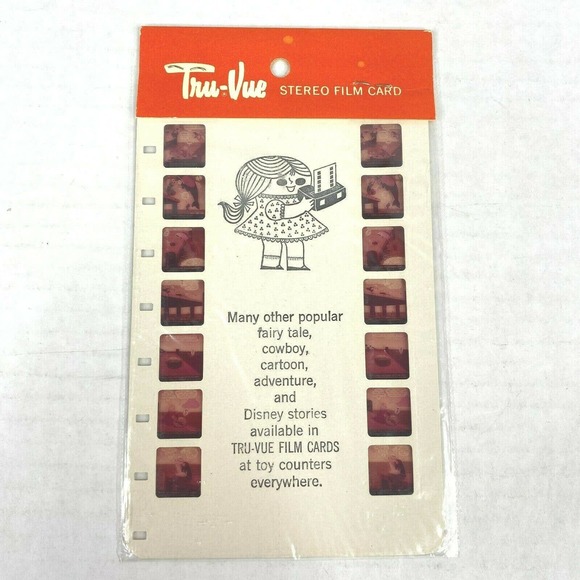 Tru-Vue STEREO FILM CARD
Many other popular
fairy tale,
cowboy,
cartoon,
adventure,
and
Disney stories
available in
TRU-VUE FILM CARDS
at toy counters
everywhere.